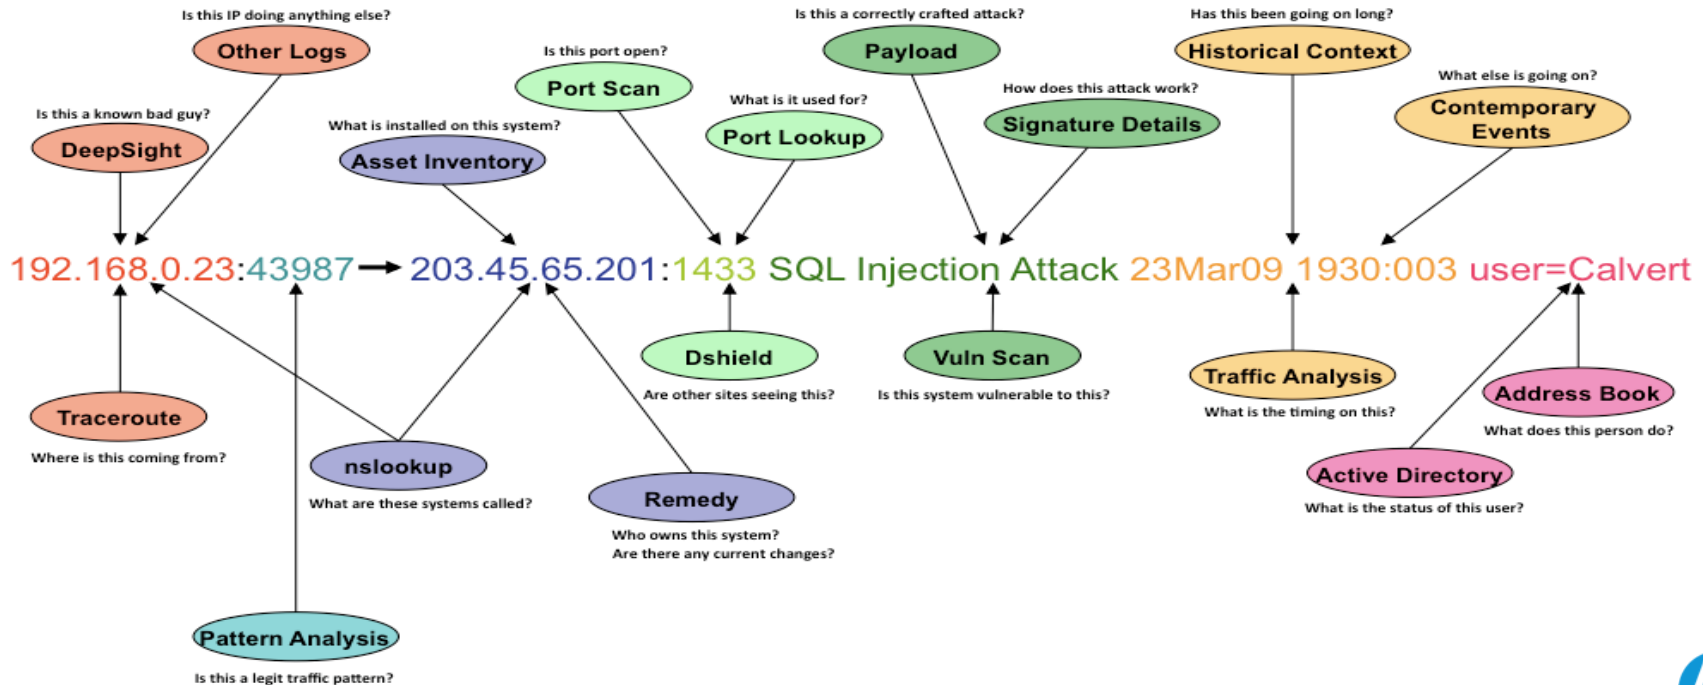 Is this IP doing anything else?
Other Logs
Is this a known bad guy?
DeepSight
What is installed on this system?
Asset Inventory
Is this port open?
Port Scan
What is it used for?
Port Lookup
Is this a correctly crafted attack?
Payload
How does this attack work?
Signature Details
Has this been going on long?
Historical Context
What else is going on?
Contemporary
Events
192.168.0.23:43987 → 203.45.65.201:1433 SQL Injection Attack 23Mar09 1930:003 user=Calvert
Traceroute
Where is this coming from?
nslookup
What are these systems called?
Remedy
Who owns this system?
Are there any current changes?
Dshield
Are other sites seeing this?
Vuln Scan
Is this system vulnerable to this?
Traffic Analysis
What is the timing on this?
Address Book
What does this person do?
Active Directory
What is the status of this user?
Pattern Analysis
Is this a legit traffic pattern?